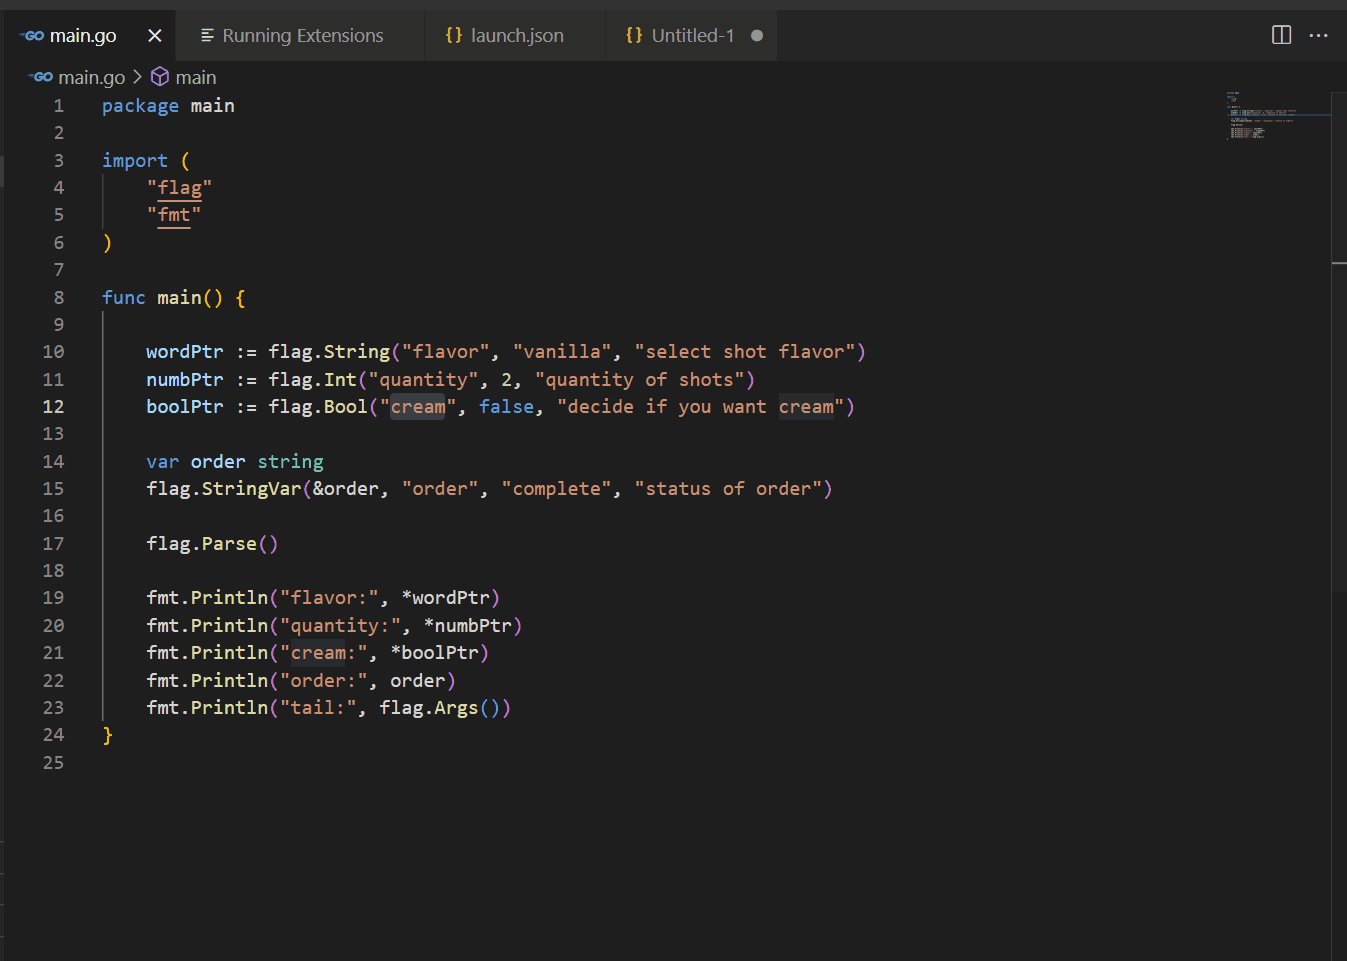 GO main.go × Running Extensions {} launch.json {} Untitled-1 ● ...
GO main.go > main
1 package main
2
3 import (
4     "flag"
5     "fmt"
6 )
7
8 func main() {
9
10     wordPtr := flag.String("flavor", "vanilla", "select shot flavor")
11     numbPtr := flag.Int("quantity", 2, "quantity of shots")
12     boolPtr := flag.Bool("cream", false, "decide if you want cream")
13
14     var order string
15     flag.StringVar(&order, "order", "complete", "status of order")
16
17     flag.Parse()
18
19     fmt.Println("flavor:", *wordPtr)
20     fmt.Println("quantity:", *numbPtr)
21     fmt.Println("cream:", *boolPtr)
22     fmt.Println("order:", order)
23     fmt.Println("tail:", flag.Args())
24 }
25